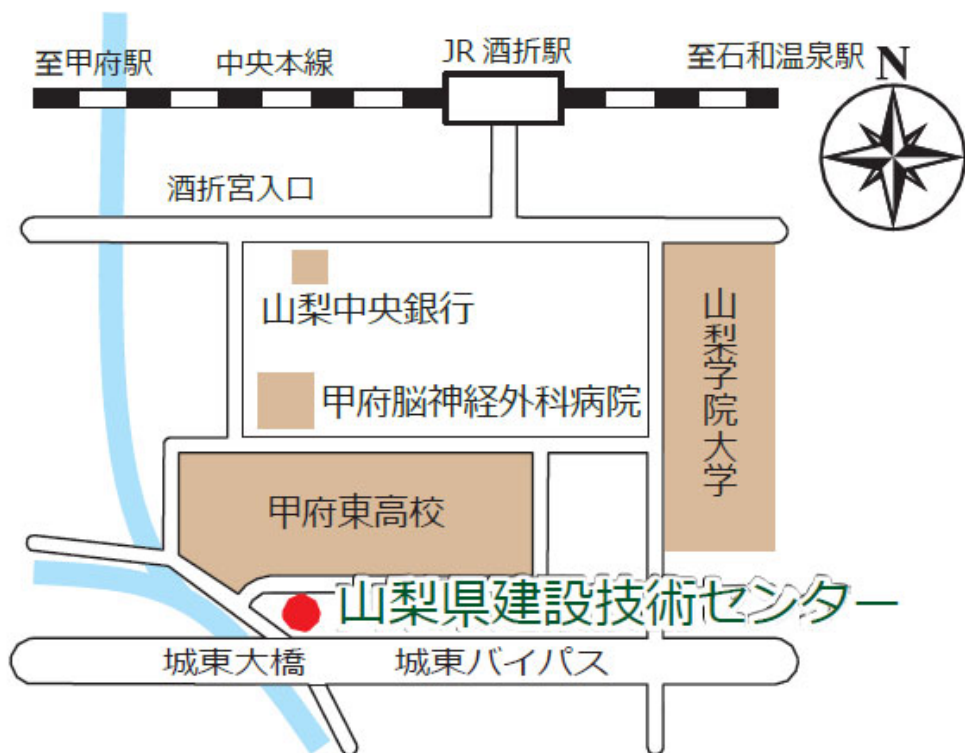 至甲府駅
中央本線
JR 酒折駅
至石和温泉駅
N
酒折宮入口
山梨中央銀行
甲府脳神経外科病院
山梨学院大学
甲府東高校
山梨県建設技術センター
城東大橋
城東バイパス